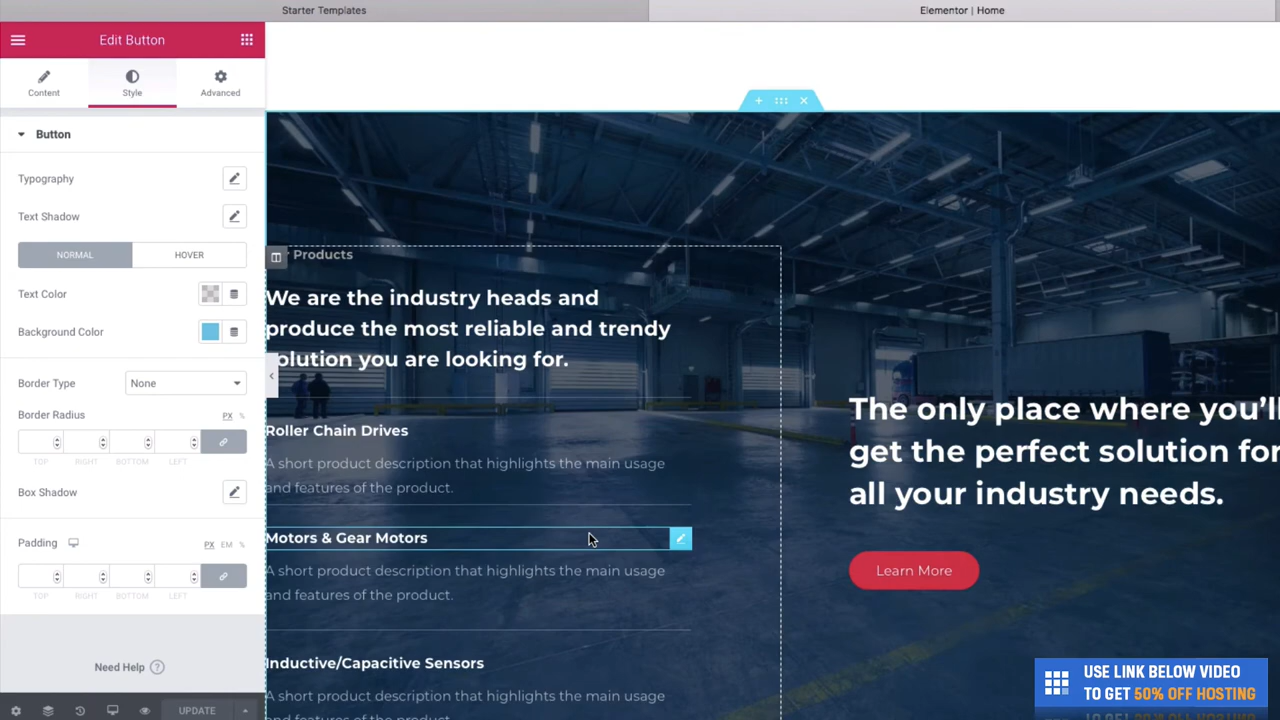 Starter Templates
Elementor | Home
Edit Button
Content
Style
Advanced
Button
Typography
Text Shadow
NORMAL
HOVER
Text Color
Background Color
Border Type
None
Border Radius
PX %
TOP RIGHT BOTTOM LEFT
Box Shadow
Padding
PX EM %
TOP RIGHT BOTTOM LEFT
Need Help ?
UPDATE
Products
We are the industry heads and
produce the most reliable and trendy
solution you are looking for.
Roller Chain Drives
A short product description that highlights the main usage
and features of the product.
Motors & Gear Motors
A short product description that highlights the main usage
and features of the product.
Inductive/Capacitive Sensors
A short product description that highlights the main usage
and features of the product.
The only place where you’ll
get the perfect solution for
all your industry needs.
Learn More
USE LINK BELOW VIDEO
TO GET 50% OFF HOSTING